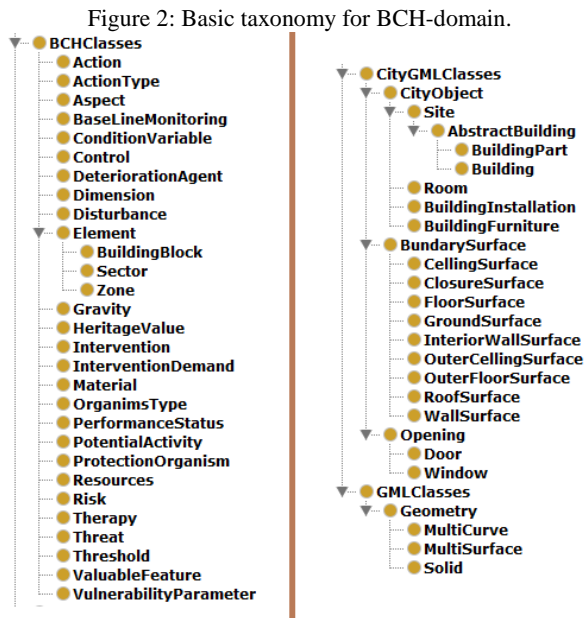 Figure 2: Basic taxonomy for BCH-domain.
BCHClasses
Action
ActionType
Aspect
BaseLineMonitoring
ConditionVariable
Control
DeteriorationAgent
Dimension
Disturbance
Element
BuildingBlock
Sector
Zone
Gravity
HeritageValue
Intervention
InterventionDemand
Material
OrganimsType
PerformanceStatus
PotentialActivity
ProtectionOrganism
Resources
Risk
Therapy
Threat
Threshold
ValuableFeature
VulnerabilityParameter
CityGMLClasses
CityObject
Site
AbstractBuilding
BuildingPart
Building
Room
BuildingInstallation
BuildingFurniture
BundarySurface
CellingSurface
ClosureSurface
FloorSurface
GroundSurface
InteriorWallSurface
OuterCellingSurface
OuterFloorSurface
RoofSurface
WallSurface
Opening
Door
Window
GMLClasses
Geometry
MultiCurve
MultiSurface
Solid